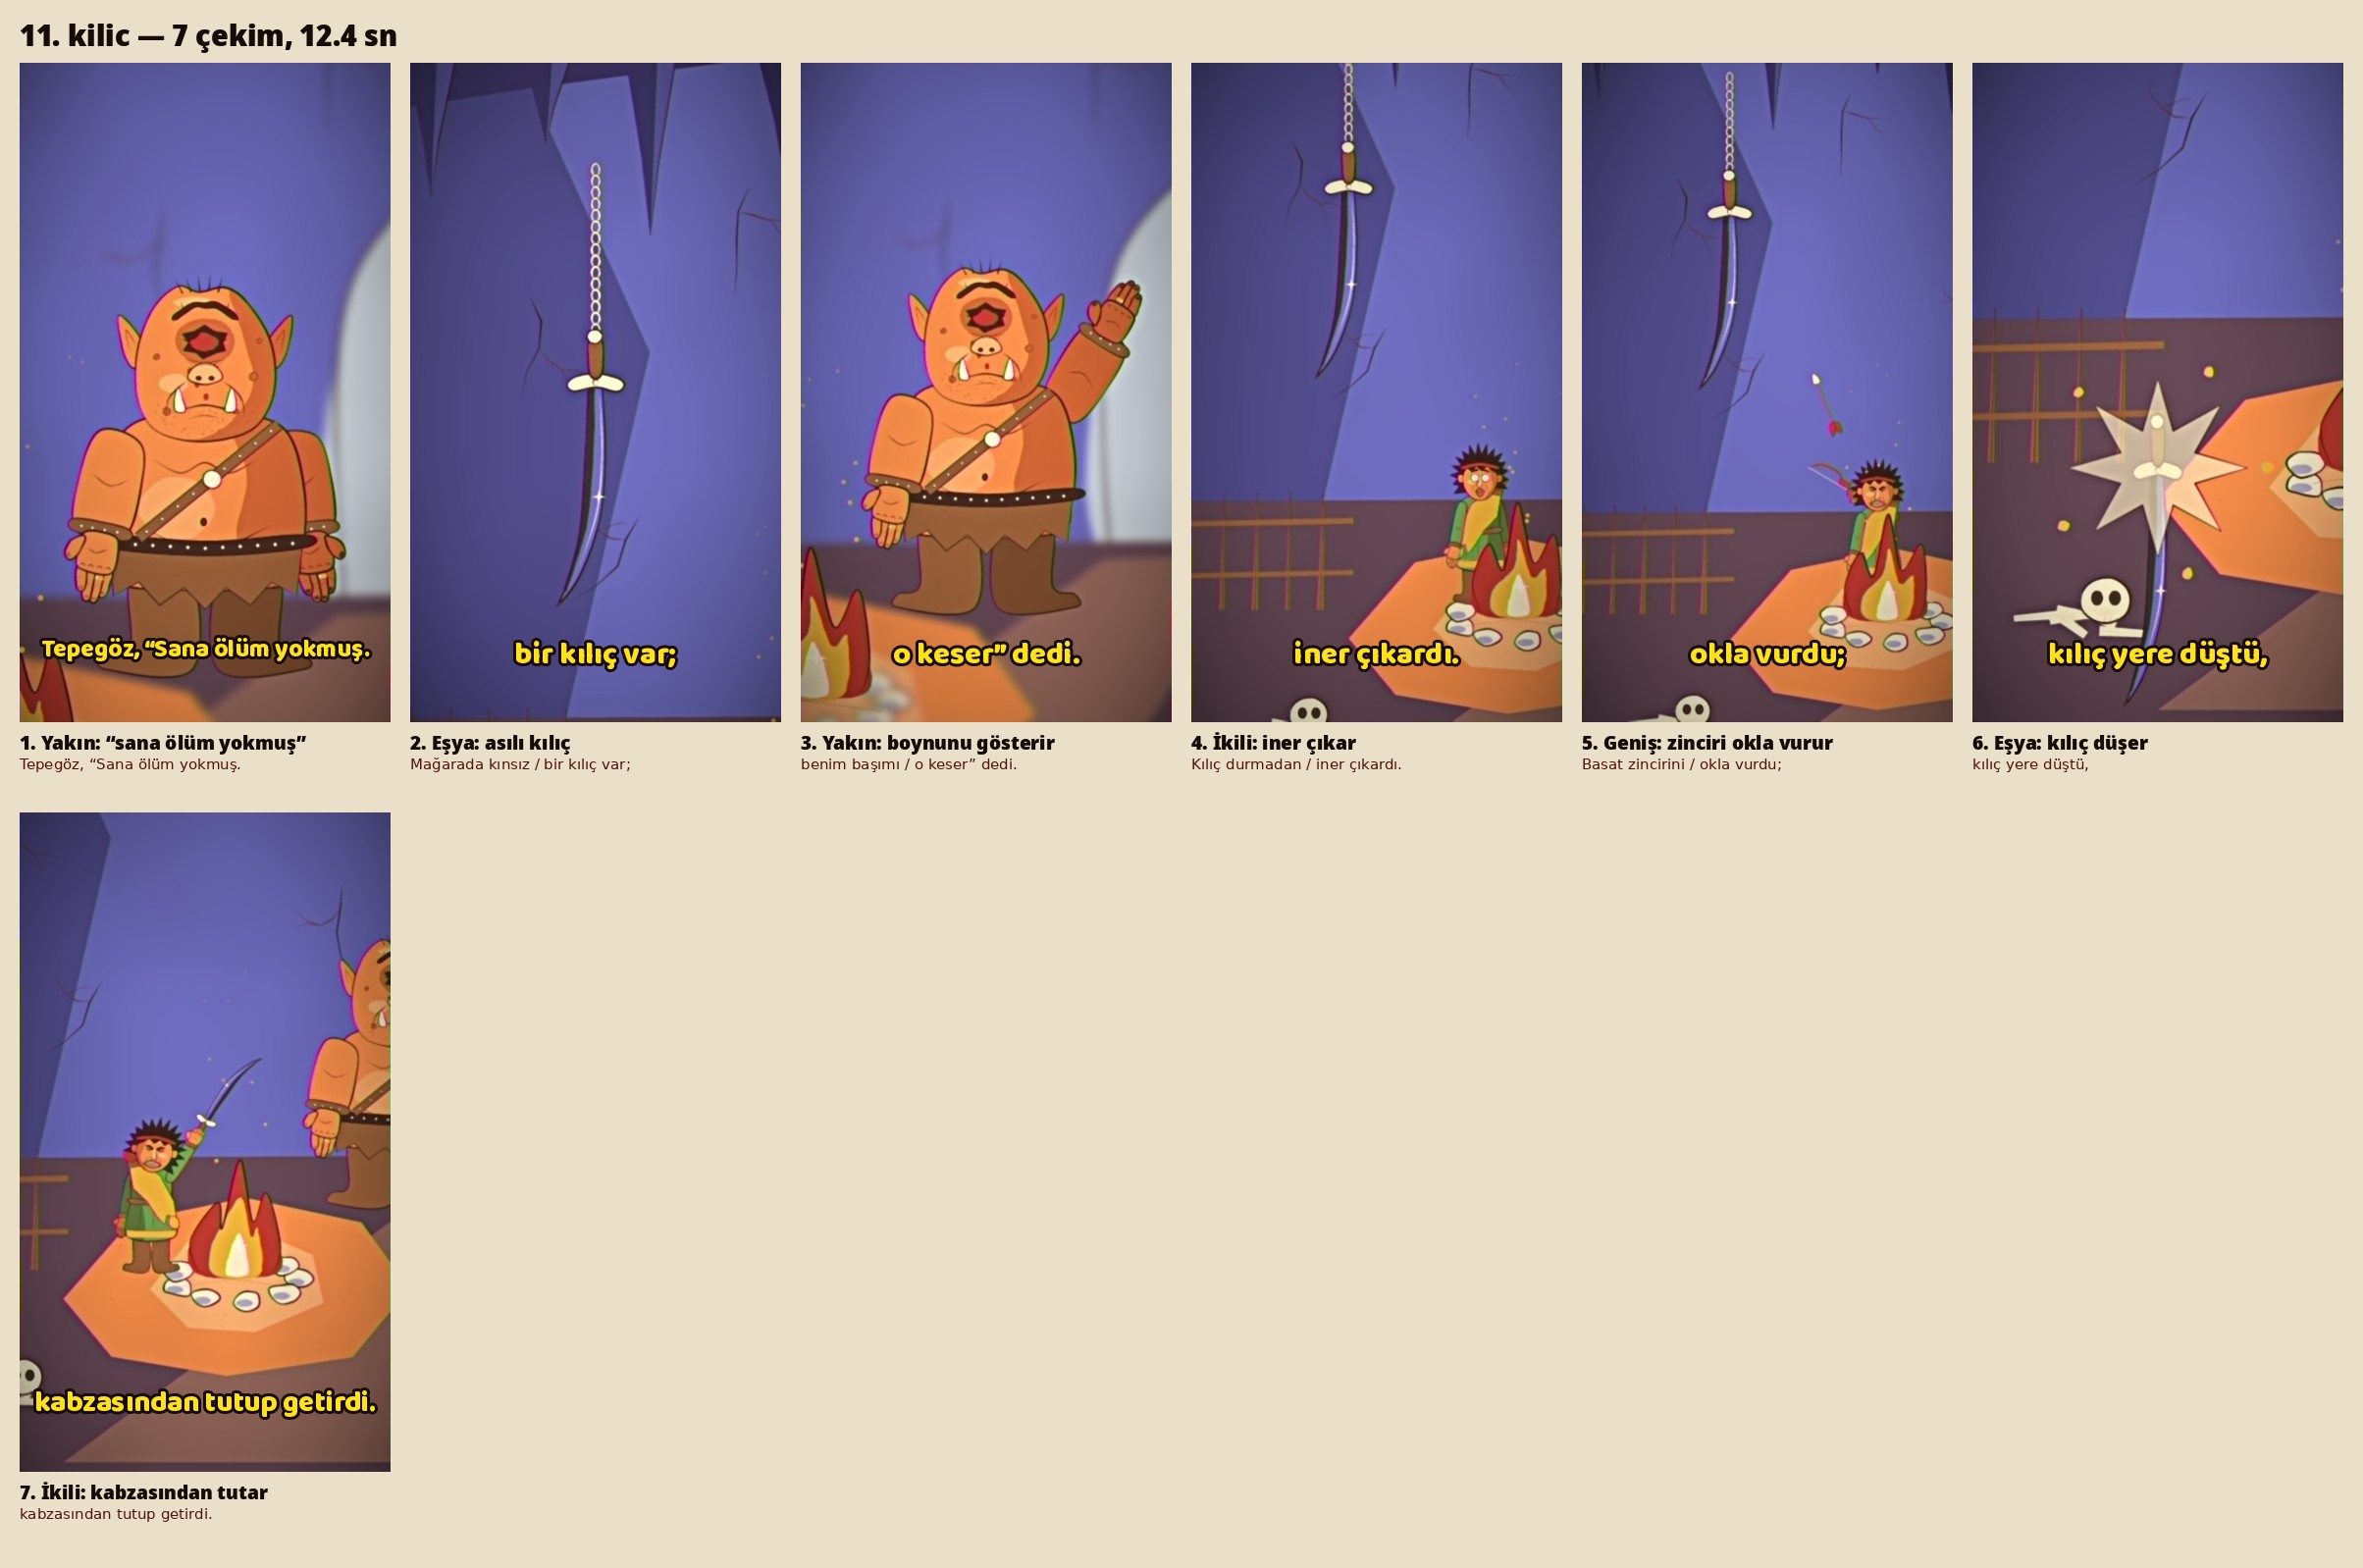 11. kilic — 7 çekim, 12.4 sn
Tepegöz, “Sana ölüm yokmuş.
bir kılıç var;
o keser” dedi.
iner çıkardı.
okla vurdu;
kılıç yere düştü,
1. Yakın: “sana ölüm yokmuş”
Tepegöz, “Sana ölüm yokmuş.
2. Eşya: asılı kılıç
Mağarada kınsız / bir kılıç var;
3. Yakın: boynunu gösterir
benim başımı / o keser” dedi.
4. İkili: iner çıkar
Kılıç durmadan / iner çıkardı.
5. Geniş: zinciri okla vurur
Basat zincirini / okla vurdu;
6. Eşya: kılıç düşer
kılıç yere düştü,
kabzasından tutup getirdi.
7. İkili: kabzasından tutar
kabzasından tutup getirdi.